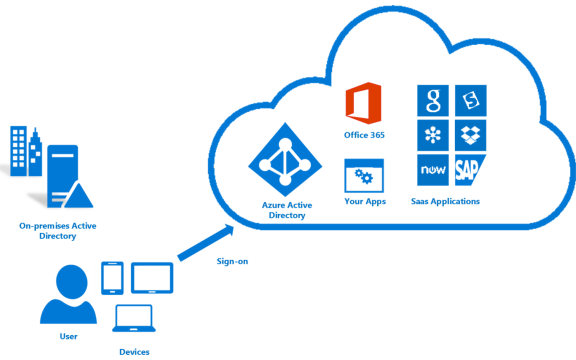 Office 365
g
now
SAP
Azure Active
Directory
Your Apps
Saas Applications
On-premises Active
Directory
Sign-on
User
Devices